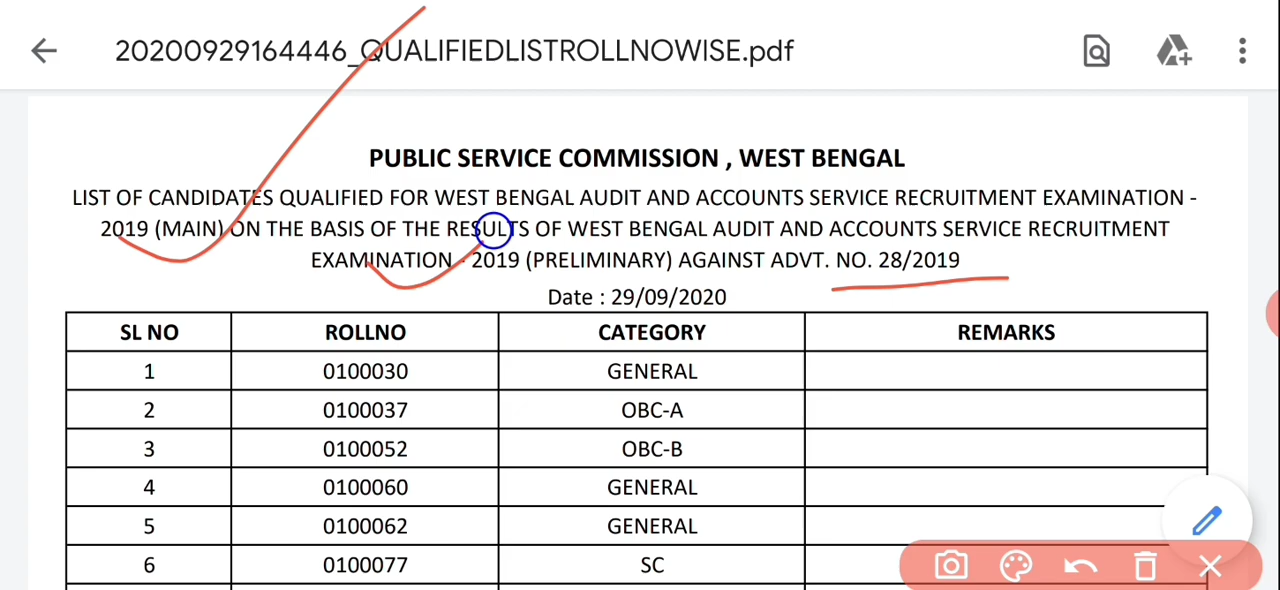 20200929164446_QUALIFIEDLISTROLLNOWISE.pdf
PUBLIC SERVICE COMMISSION , WEST BENGAL
LIST OF CANDIDATES QUALIFIED FOR WEST BENGAL AUDIT AND ACCOUNTS SERVICE RECRUITMENT EXAMINATION -
2019 (MAIN) ON THE BASIS OF THE RESULTS OF WEST BENGAL AUDIT AND ACCOUNTS SERVICE RECRUITMENT
EXAMINATION - 2019 (PRELIMINARY) AGAINST ADVT. NO. 28/2019
Date : 29/09/2020
SL NO ROLLNO CATEGORY REMARKS
1 0100030 GENERAL
2 0100037 OBC-A
3 0100052 OBC-B
4 0100060 GENERAL
5 0100062 GENERAL
6 0100077 SC